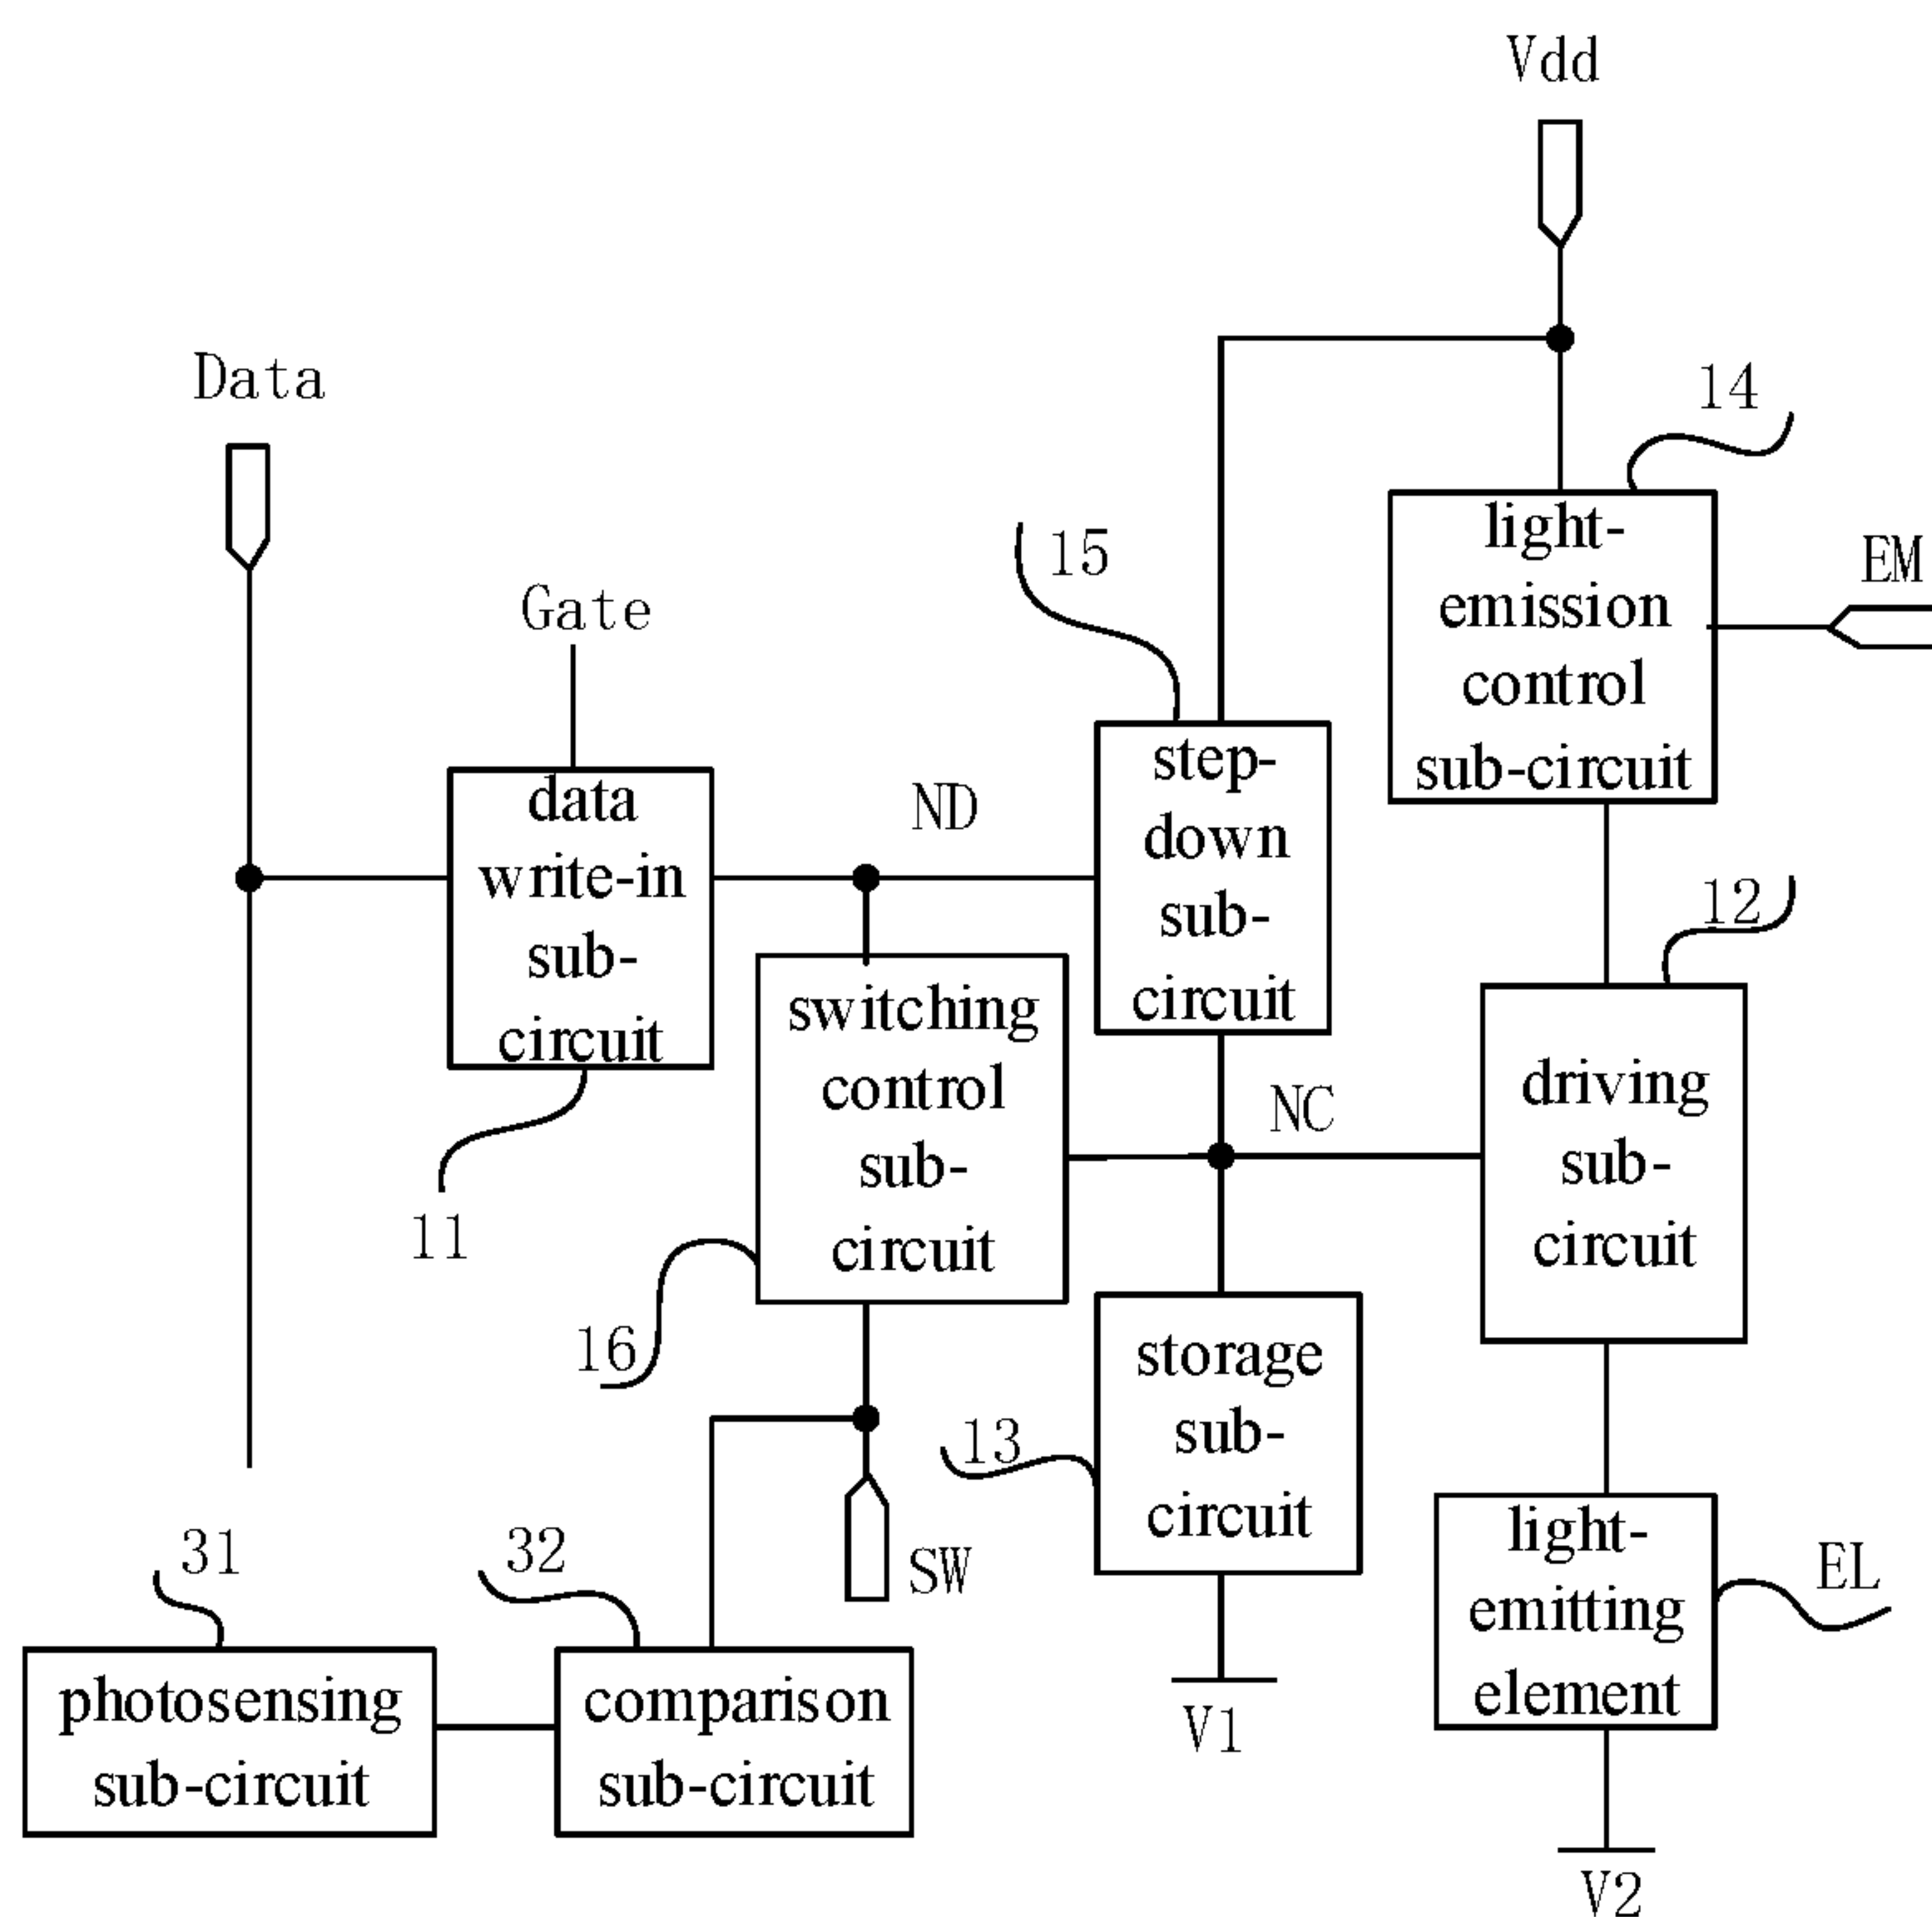 Vdd
Data
14
15
EM
Gate
light-
emission
control
sub-circuit
step-
down
sub-
circuit
data
write-in
sub-
circuit
ND
12
switching
control
sub-
circuit
NC
driving
sub-
circuit
11
16
storage
sub-
circuit
13
31
32
SW
light-
emitting
element
EL
photosensing
sub-circuit
comparison
sub-circuit
V1
V2